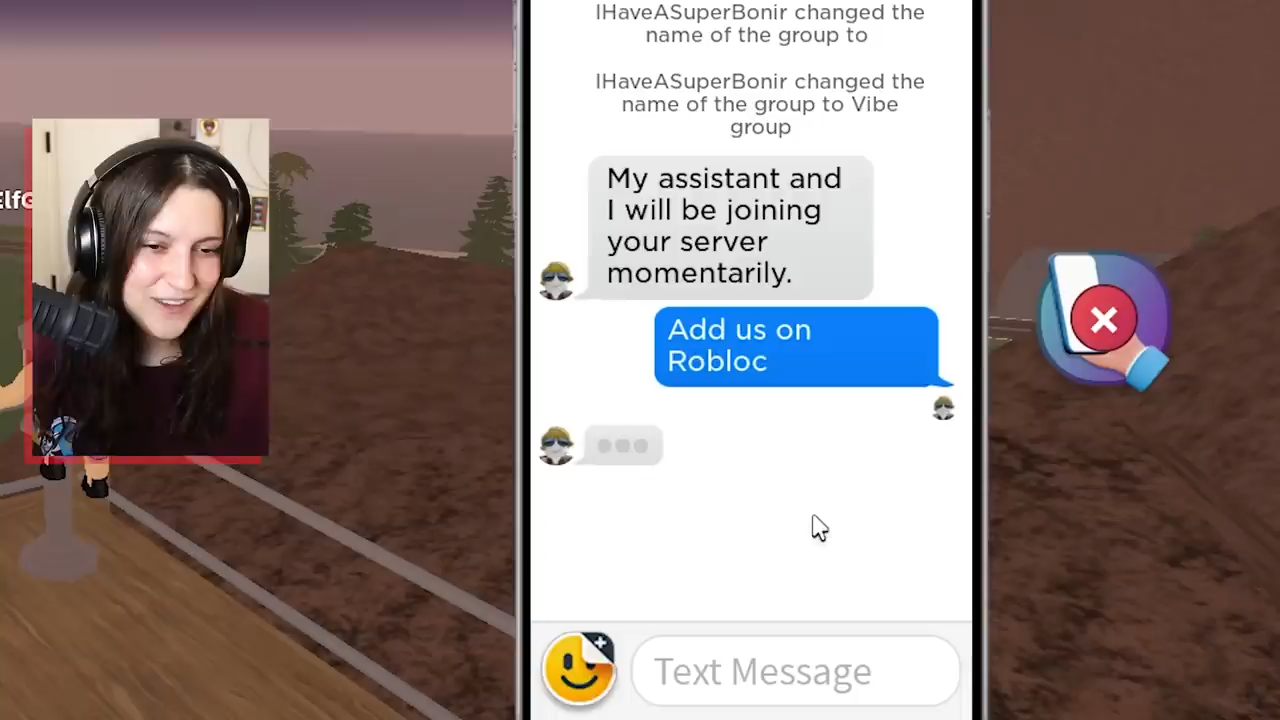 IHaveASuperBonir changed the
name of the group to
IHaveASuperBonir changed the
name of the group to Vibe
group
My assistant and
I will be joining
your server
momentarily.
Add us on
Robloc
Text Message